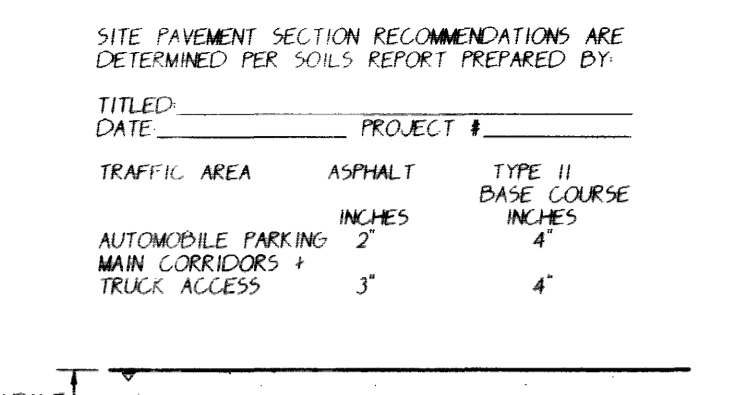 SITE PAVEMENT SECTION RECOMMENDATIONS ARE
DETERMINED PER SOILS REPORT PREPARED BY:
TITLED:
DATE: PROJECT #
TRAFFIC AREA ASPHALT TYPE II
BASE COURSE
INCHES INCHES
AUTOMOBILE PARKING 2" 4"
MAIN CORRIDORS +
TRUCK ACCESS 3" 4"